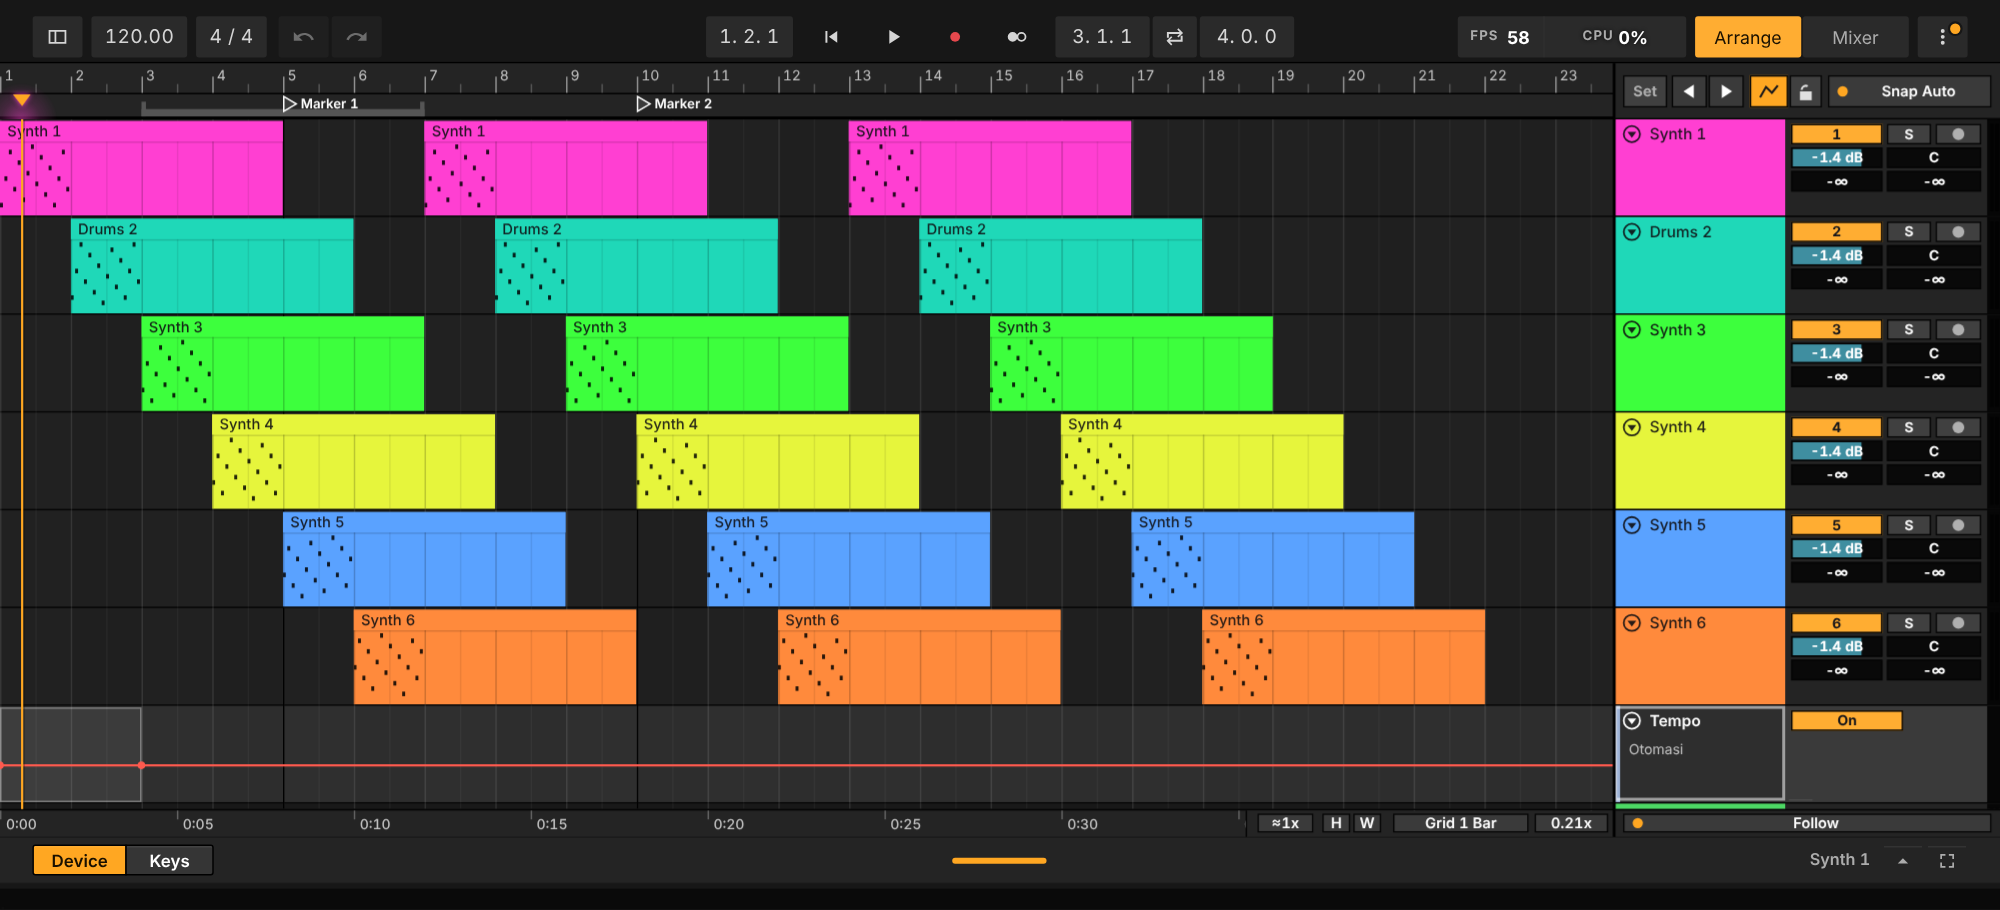 120.00 4 / 4 1. 2. 1 3. 1. 1 4. 0. 0 FPS 58 CPU 0% Arrange Mixer
1 2 3 4 5 6 7 8 9 10 11 12 13 14 15 16 17 18 19 20 21 22 23
Set Snap Auto
Marker 1 Marker 2
Synth 1 Synth 1 Synth 1 Synth 1 1 S
-1.4 dB C
-∞ -∞
Drums 2 Drums 2 Drums 2 Drums 2 2 S
-1.4 dB C
-∞ -∞
Synth 3 Synth 3 Synth 3 Synth 3 3 S
-1.4 dB C
-∞ -∞
Synth 4 Synth 4 Synth 4 Synth 4 4 S
-1.4 dB C
-∞ -∞
Synth 5 Synth 5 Synth 5 Synth 5 5 S
-1.4 dB C
-∞ -∞
Synth 6 Synth 6 Synth 6 Synth 6 6 S
-1.4 dB C
-∞ -∞
Tempo On
Otomasi
0:00 0:05 0:10 0:15 0:20 0:25 0:30 ≈1x H W Grid 1 Bar 0.21x Follow
Device Keys Synth 1